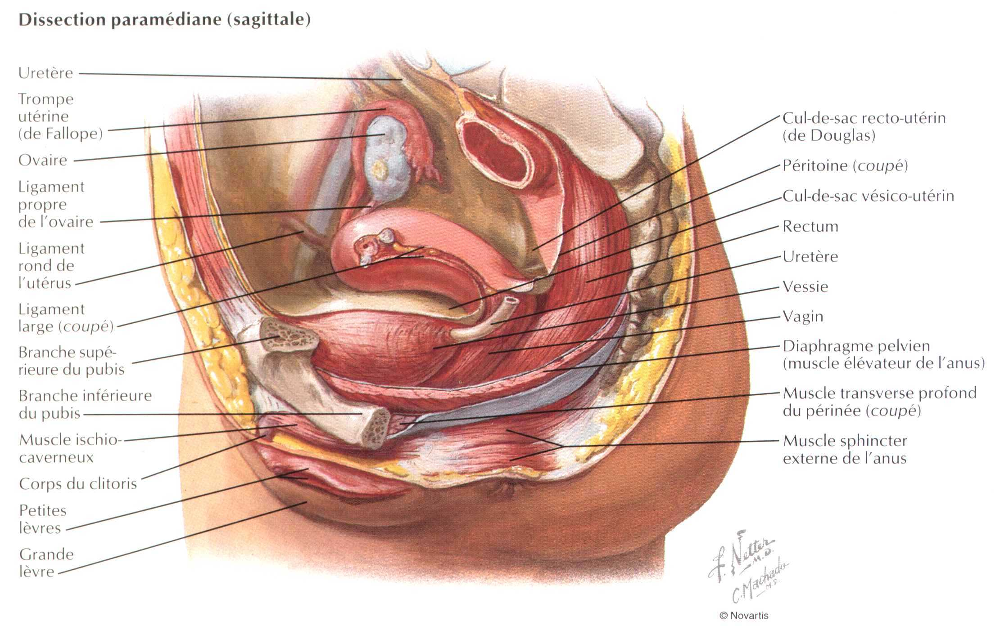 Dissection paramédiane (sagittale)
Uretère
Trompe
utérine
(de Fallope)
Ovaire
Ligament
propre
de l'ovaire
Ligament
rond de
l'utérus
Ligament
large (coupé)
Branche supé-
rieure du pubis
Branche inférieure
du pubis
Muscle ischio-
caverneux
Corps du clitoris
Petites
lèvres
Grande
lèvre
Cul-de-sac recto-utérin
(de Douglas)
Péritoine (coupé)
Cul-de-sac vésico-utérin
Rectum
Uretère
Vessie
Vagin
Diaphragme pelvien
(muscle élévateur de l'anus)
Muscle transverse profond
du périnée (coupé)
Muscle sphincter
externe de l'anus
F. Netter
M.D.
C. Machado
M.D.
© Novartis